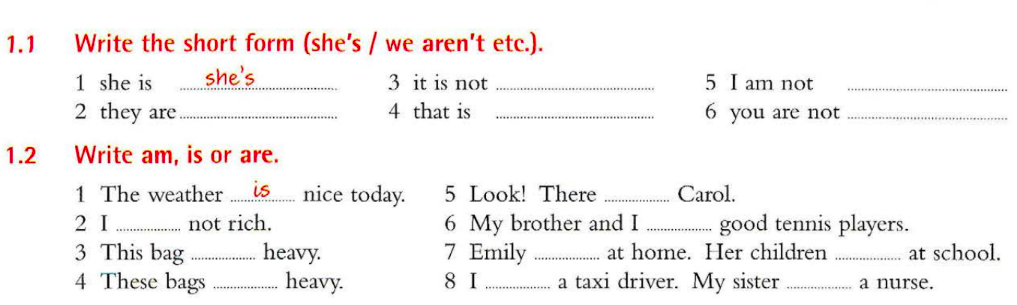 1.1 Write the short form (she's / we aren't etc.).
1 she is she's 3 it is not .................... 5 I am not ....................
2 they are .................... 4 that is .................... 6 you are not ....................
1.2 Write am, is or are.
1 The weather ....is.... nice today. 5 Look! There .............. Carol.
2 I .............. not rich. 6 My brother and I .............. good tennis players.
3 This bag .............. heavy. 7 Emily .............. at home. Her children .............. at school.
4 These bags .............. heavy. 8 I .............. a taxi driver. My sister .............. a nurse.